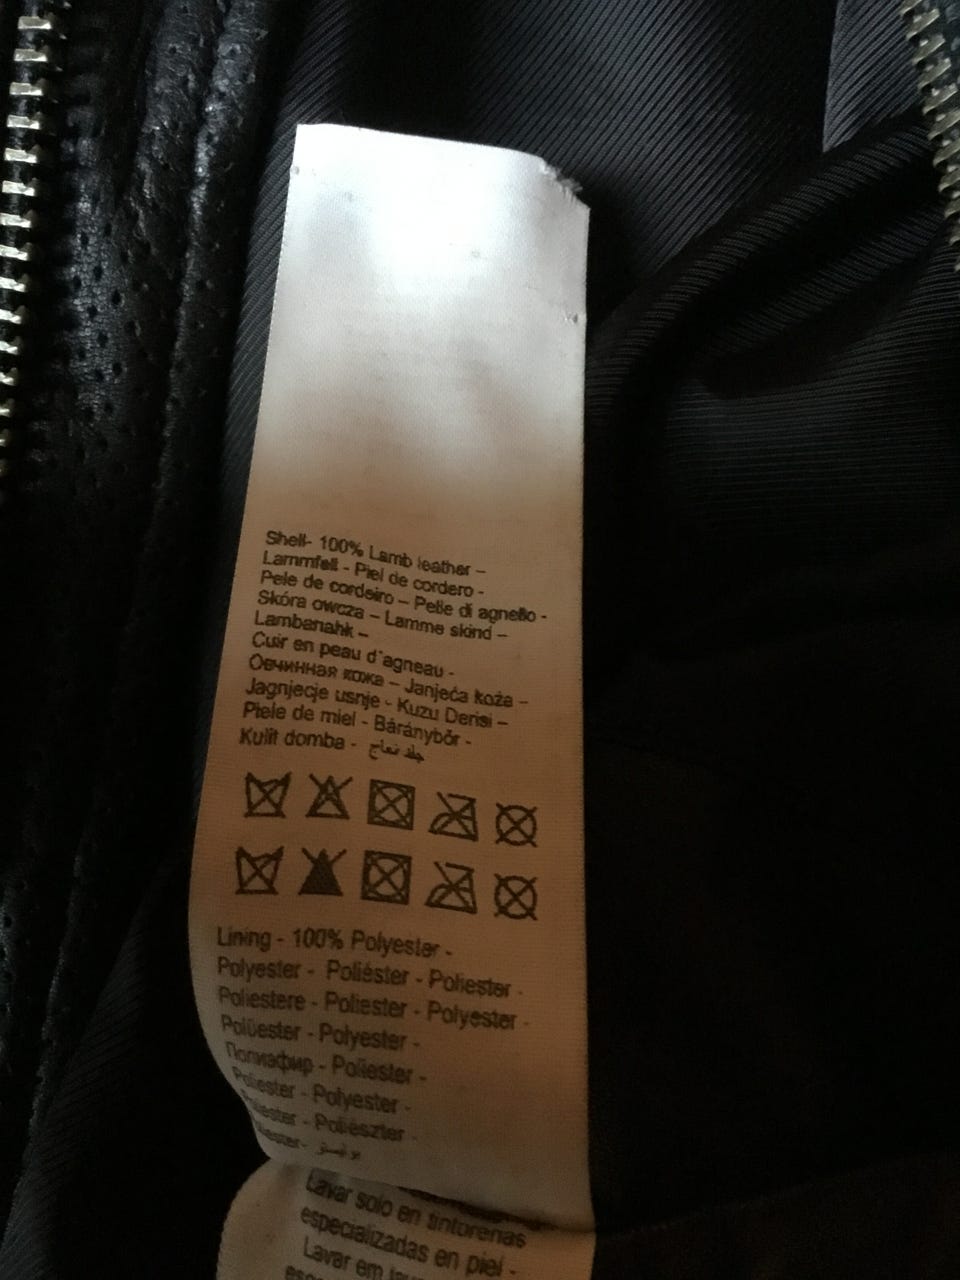 Shell- 100% Lamb leather –
Lammfell - Piel de cordero -
Pele de cordeiro – Pelle di agnello -
Skóra owcza – Lamme skind –
Lambanahk –
Cuir en peau d'agneau -
Овчинная кожа – Janjeća koža –
Jagnjecje usnje - Kuzu Derisi –
Piele de miel - Báránybőr -
Kulit domba - جلد نعاج
Lining - 100% Polyester -
Polyester - Poliéster - Poliester -
Poliestere - Poliester - Polyester -
Polüester - Polyester -
Полиэфир - Poliester -
Poliester - Polyester -
Poliészter -
Lavar solo en tintorerias
especializadas en piel -
Lavar em